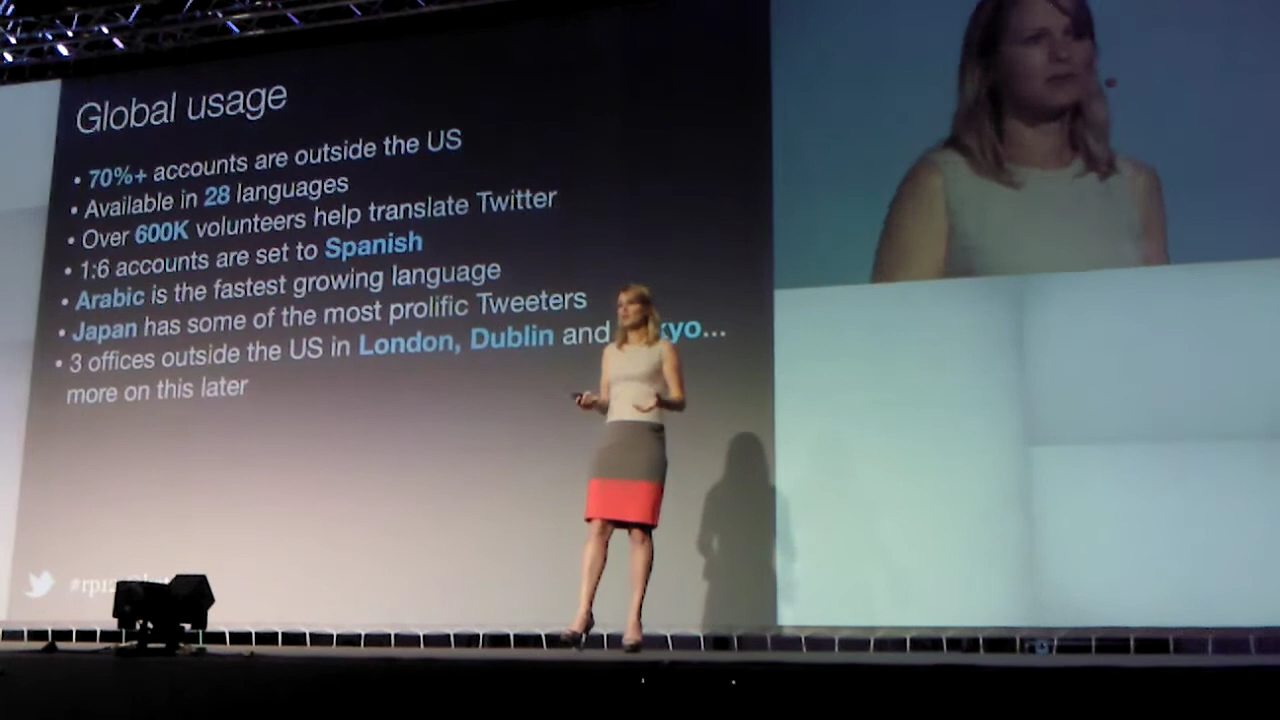 Global usage
• 70%+ accounts are outside the US
• Available in 28 languages
• Over 600K volunteers help translate Twitter
• 1:6 accounts are set to Spanish
• Arabic is the fastest growing language
• Japan has some of the most prolific Tweeters
• 3 offices outside the US in London, Dublin and yo...
more on this later
#rp12